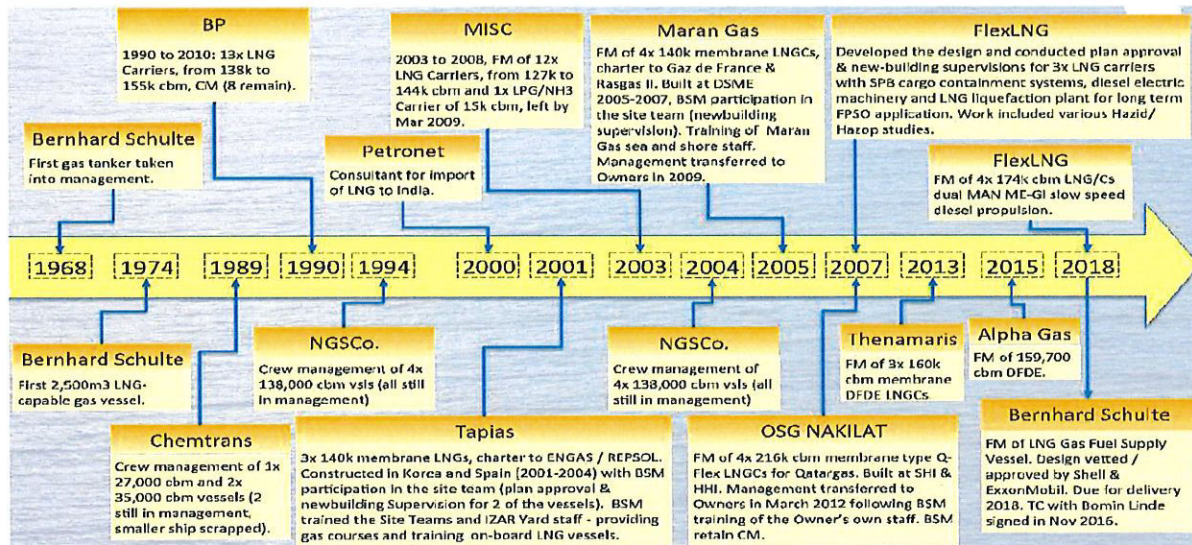 BP
1990 to 2010: 13x LNG
Carriers, from 138k to
155k cbm, CM (8 remain).
MISC
2003 to 2008, FM of 12x
LNG Carriers, from 127k to
144k cbm and 1x LPG/NH3
Carrier of 15k cbm, left by
Mar 2009.
Maran Gas
FM of 4x 140k membrane LNGCs,
charter to Gaz de France &
Rasgas II. Built at DSME
2005-2007, BSM participation in
the site team (newbuilding
supervision). Training of Maran
Gas sea and shore staff.
Management transferred to
Owners in 2009.
FlexLNG
Developed the design and conducted plan approval
& new-building supervisions for 3x LNG carriers
with SPB cargo containment systems, diesel electric
machinery and LNG liquefaction plant for long term
FPSO application. Work included various Hazid/
Hazop studies.
Bernhard Schulte
First gas tanker taken
into management.
Petronet
Consultant for import
of LNG to India.
FlexLNG
FM of 4x 174k cbm LNG/Cs
dual MAN ME-GI slow speed
diesel propulsion.
1968
1974
1989
1990
1994
2000
2001
2003
2004
2005
2007
2013
2015
2018
Bernhard Schulte
First 2,500m3 LNG-
capable gas vessel.
Chemtrans
Crew management of 1x
27,000 cbm and 2x
35,000 cbm vessels (2
still in management,
smaller ship scrapped).
NGSCo.
Crew management of 4x
138,000 cbm vsls (all still
in management)
Tapias
3x 140k membrane LNGs, charter to ENGAS / REPSOL.
Constructed in Korea and Spain [2001-2004) with BSM
participation in the site team (plan approval &
newbuilding Supervision for 2 of the vessels). BSM
trained the Site Teams and IZAR Yard staff - providing
gas courses and training on-board LNG vessels.
NGSCo.
Crew management of
4x 138,000 cbm vsls (all
still in management)
OSG NAKILAT
FM of 4x 216k cbm membrane type Q-
Flex LNGCs for Qatargas. Built at SHI &
HHI. Management transferred to
Owners in March 2012 following BSM
training of the Owner's own staff. BSM
retain CM.
Thenamaris
FM of 3x 160k
cbm membrane
DFDE LNGCs
Alpha Gas
FM of 159,700
cbm DFDE.
Bernhard Schulte
FM of LNG Gas Fuel Supply
Vessel. Design vetted /
approved by Shell &
ExxonMobil. Due for delivery
2018. TC with Bomin Linde
signed in Nov 2016.